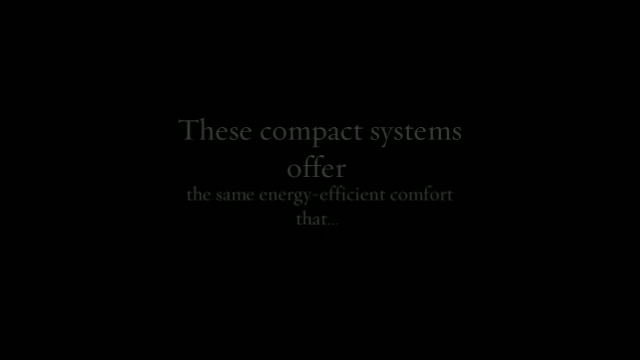 These compact systems
offer
the same energy-efficient comfort
that...